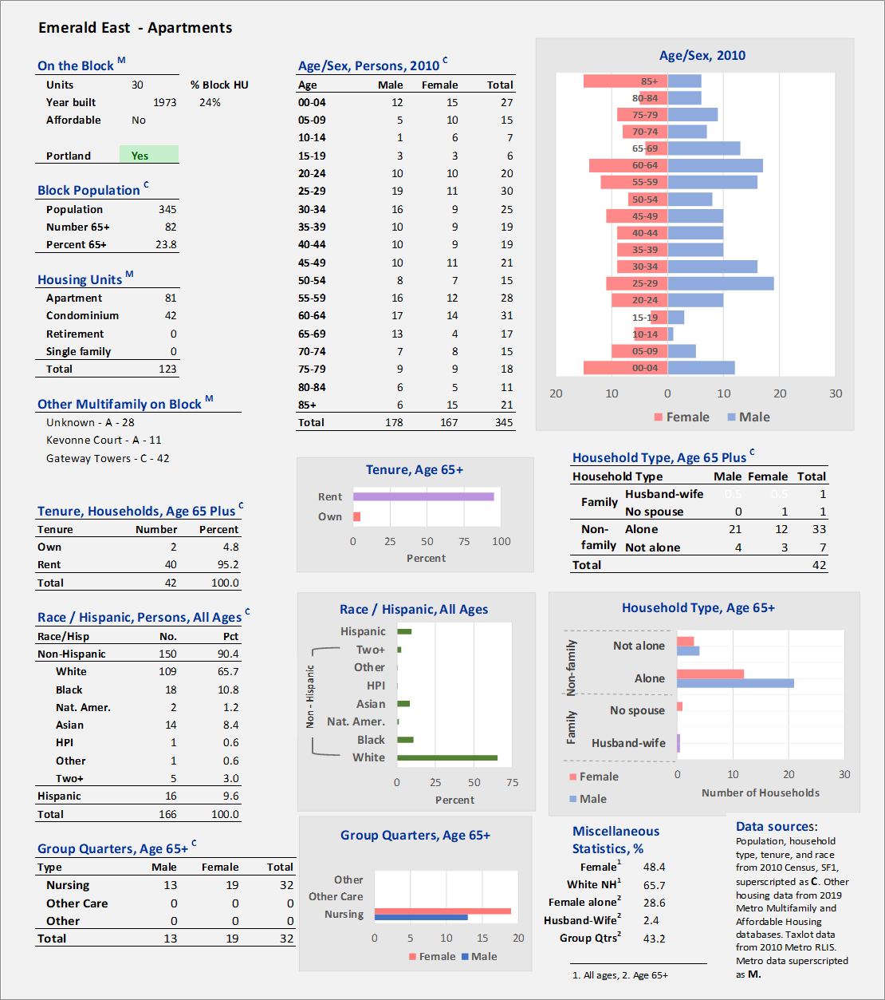 Emerald East  - Apartments
On the Block M
Units 30 % Block HU
Year built 1973 24%
Affordable No
Portland Yes
Block Population C
Population 345
Number 65+ 82
Percent 65+ 23.8
Housing Units M
Apartment 81
Condominium 42
Retirement 0
Single family 0
Total 123
Other Multifamily on Block M
Unknown - A - 28
Kevonne Court - A - 11
Gateway Towers - C - 42
Tenure, Households, Age 65 Plus C
Tenure Number Percent
Own 2 4.8
Rent 40 95.2
Total 42 100.0
Race / Hispanic, Persons, All Ages C
Race/Hisp No. Pct
Non-Hispanic 150 90.4
White 109 65.7
Black 18 10.8
Nat. Amer. 2 1.2
Asian 14 8.4
HPI 1 0.6
Other 1 0.6
Two+ 5 3.0
Hispanic 16 9.6
Total 166 100.0
Group Quarters, Age 65+ C
Type Male Female Total
Nursing 13 19 32
Other Care 0 0 0
Other 0 0 0
Total 13 19 32
Age/Sex, Persons, 2010 C
Age Male Female Total
00-04 12 15 27
05-09 5 10 15
10-14 1 6 7
15-19 3 3 6
20-24 10 10 20
25-29 19 11 30
30-34 16 9 25
35-39 10 9 19
40-44 10 9 19
45-49 10 11 21
50-54 8 7 15
55-59 16 12 28
60-64 17 14 31
65-69 13 4 17
70-74 7 8 15
75-79 9 9 18
80-84 6 5 11
85+ 6 15 21
Total 178 167 345
Age/Sex, 2010
85+
80-84
75-79
70-74
65-69
60-64
55-59
50-54
45-49
40-44
35-39
30-34
25-29
20-24
15-19
10-14
05-09
00-04
20 10 0 10 20 30
Female Male
Tenure, Age 65+
Rent
Own
0 25 50 75 100
Percent
Household Type, Age 65 Plus C
Household Type Male Female Total
Family Husband-wife 0.5 0.5 1
No spouse 0 1 1
Non-family Alone 21 12 33
Not alone 4 3 7
Total 42
Race / Hispanic, All Ages
Hispanic
Two+
Other
HPI
Asian
Nat. Amer.
Black
White
Non - Hispanic
0 25 50 75
Percent
Household Type, Age 65+
Non-family
Not alone
Alone
Family
No spouse
Husband-wife
0 10 20 30
Number of Households
Female
Male
Group Quarters, Age 65+
Other
Other Care
Nursing
0 5 10 15 20
Female Male
Miscellaneous
Statistics, %
Female1 48.4
White NH1 65.7
Female alone2 28.6
Husband-Wife2 2.4
Group Qtrs2 43.2
1. All ages, 2. Age 65+
Data sources:
Population, household
type, tenure, and race
from 2010 Census, SF1,
superscripted as C. Other
housing data from 2019
Metro Multifamily and
Affordable Housing
databases. Taxlot data
from 2010 Metro RLIS.
Metro data superscripted
as M.